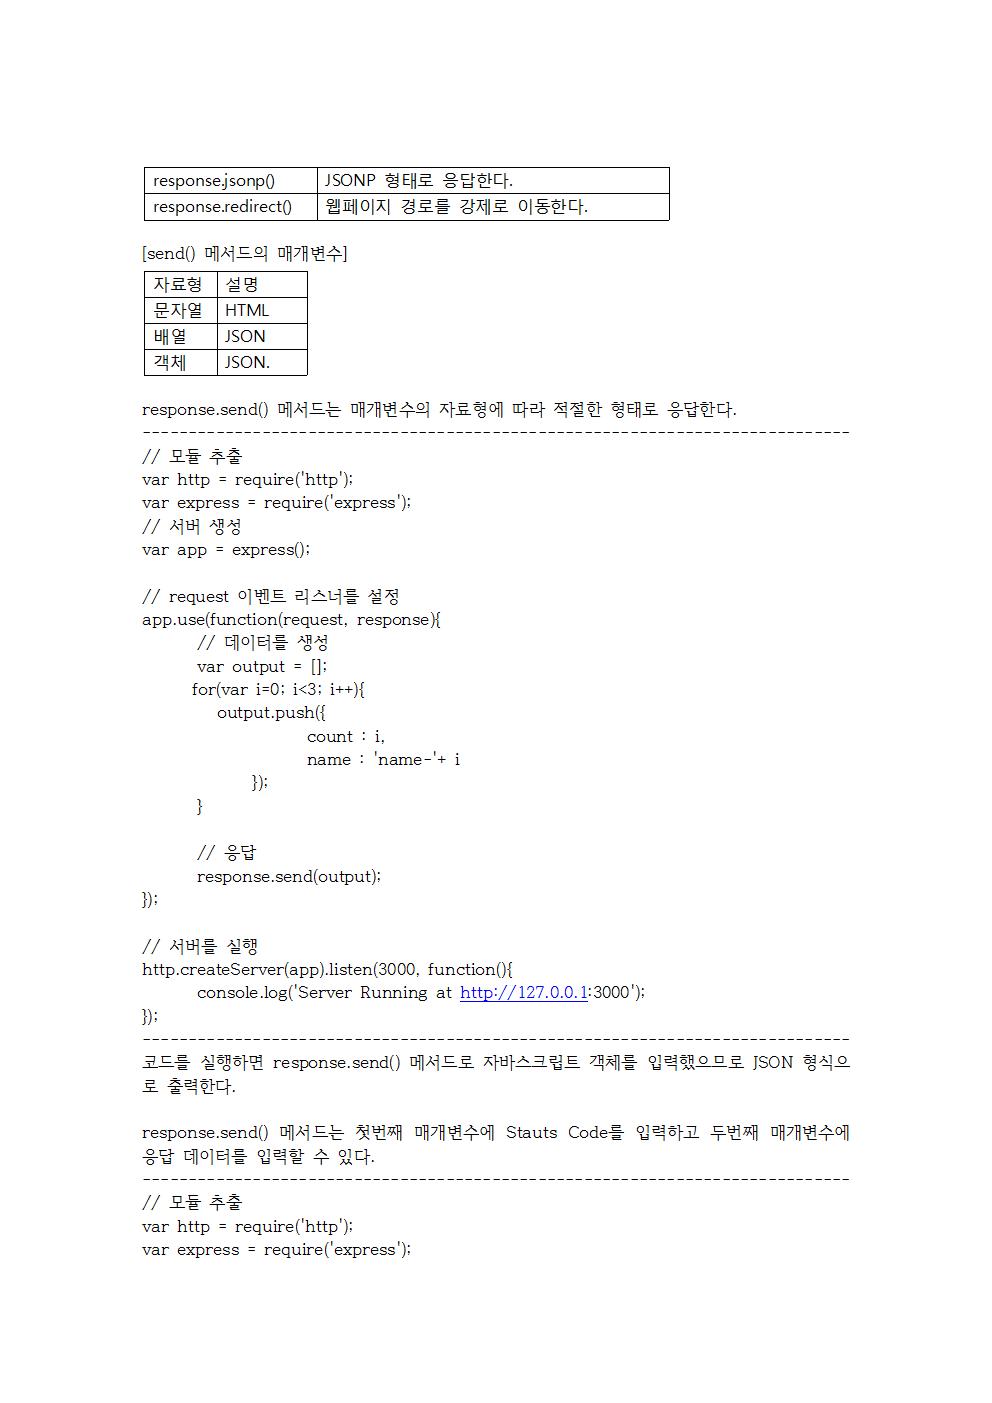 response.jsonp() JSONP 형태로 응답한다.
response.redirect() 웹페이지 경로를 강제로 이동한다.
[send() 메서드의 매개변수]
자료형 설명
문자열 HTML
배열 JSON
객체 JSON.
response.send() 메서드는 매개변수의 자료형에 따라 적절한 형태로 응답한다.
-----------------------------------------------------------------------------
// 모듈 추출
var http = require('http');
var express = require('express');
// 서버 생성
var app = express();
// request 이벤트 리스너를 설정
app.use(function(request, response){
// 데이터를 생성
var output = [];
for(var i=0; i<3; i++){
output.push({
count : i,
name : 'name-'+ i
});
}
// 응답
response.send(output);
});
// 서버를 실행
http.createServer(app).listen(3000, function(){
console.log('Server Running at http://127.0.0.1:3000');
});
-----------------------------------------------------------------------------
코드를 실행하면 response.send() 메서드로 자바스크립트 객체를 입력했으므로 JSON 형식으
로 출력한다.
response.send() 메서드는 첫번째 매개변수에 Stauts Code를 입력하고 두번째 매개변수에
응답 데이터를 입력할 수 있다.
-----------------------------------------------------------------------------
// 모듈 추출
var http = require('http');
var express = require('express');